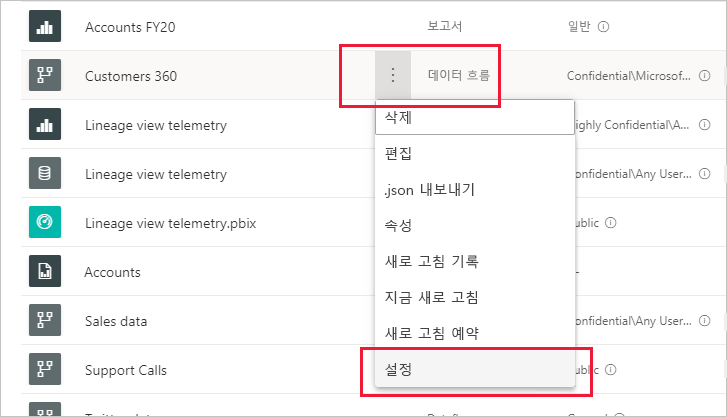 Accounts FY20 보고서 일반
Customers 360 데이터 흐름 Confidential\Microsof...
삭제
Lineage view telemetry ighly Confidential\A...
편집
Lineage view telemetry onfidential\Any User...
.json 내보내기
Lineage view telemetry.pbix 속성 ublic
새로 고침 기록
Accounts
지금 새로 고침
Sales data onfidential\Any User...
새로 고침 예약
Support Calls 설정 ublic